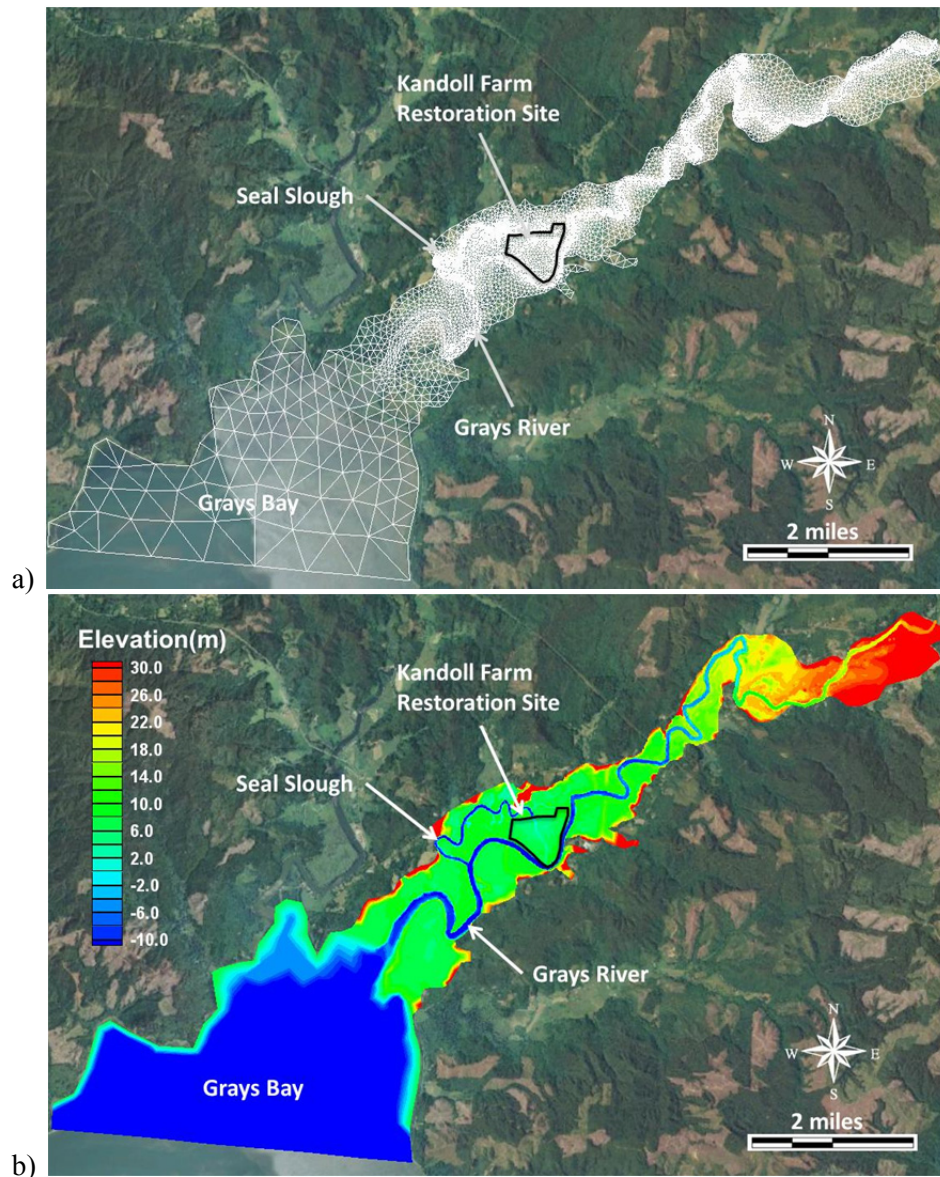 Kandoll Farm
Restoration Site
Seal Slough
Grays River
Grays Bay
N
W E
S
2 miles
a)
Elevation(m)
30.0
26.0
22.0
18.0
14.0
10.0
6.0
2.0
-2.0
-6.0
-10.0
Kandoll Farm
Restoration Site
Seal Slough
Grays River
Grays Bay
N
W E
S
2 miles
b)